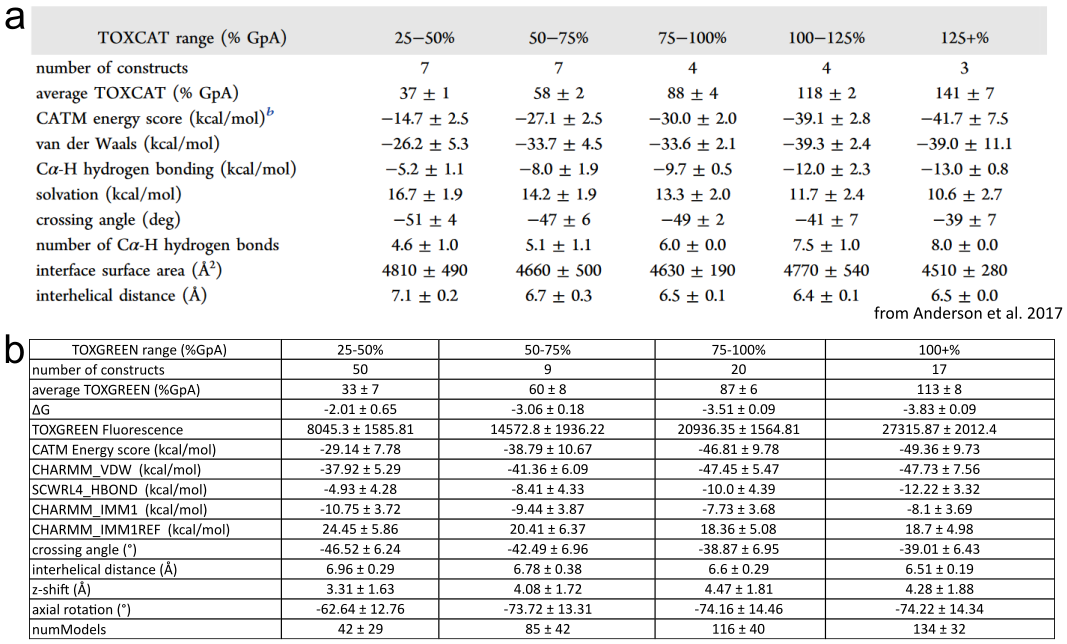 a
TOXCAT range (% GpA) 25−50% 50−75% 75−100% 100−125% 125+%
number of constructs 7 7 4 4 3
average TOXCAT (% GpA) 37 ± 1 58 ± 2 88 ± 4 118 ± 2 141 ± 7
CATM energy score (kcal/mol)b −14.7 ± 2.5 −27.1 ± 2.5 −30.0 ± 2.0 −39.1 ± 2.8 −41.7 ± 7.5
van der Waals (kcal/mol) −26.2 ± 5.3 −33.7 ± 4.5 −33.6 ± 2.1 −39.3 ± 2.4 −39.0 ± 11.1
Cα-H hydrogen bonding (kcal/mol) −5.2 ± 1.1 −8.0 ± 1.9 −9.7 ± 0.5 −12.0 ± 2.3 −13.0 ± 0.8
solvation (kcal/mol) 16.7 ± 1.9 14.2 ± 1.9 13.3 ± 2.0 11.7 ± 2.4 10.6 ± 2.7
crossing angle (deg) −51 ± 4 −47 ± 6 −49 ± 2 −41 ± 7 −39 ± 7
number of Cα-H hydrogen bonds 4.6 ± 1.0 5.1 ± 1.1 6.0 ± 0.0 7.5 ± 1.0 8.0 ± 0.0
interface surface area (Å²) 4810 ± 490 4660 ± 500 4630 ± 190 4770 ± 540 4510 ± 280
interhelical distance (Å) 7.1 ± 0.2 6.7 ± 0.3 6.5 ± 0.1 6.4 ± 0.1 6.5 ± 0.0
from Anderson et al. 2017
b
TOXGREEN range (%GpA) 25-50% 50-75% 75-100% 100+%
number of constructs 50 9 20 17
average TOXGREEN (%GpA) 33 ± 7 60 ± 8 87 ± 6 113 ± 8
ΔG -2.01 ± 0.65 -3.06 ± 0.18 -3.51 ± 0.09 -3.83 ± 0.09
TOXGREEN Fluorescence 8045.3 ± 1585.81 14572.8 ± 1936.22 20936.35 ± 1564.81 27315.87 ± 2012.4
CATM Energy score (kcal/mol) -29.14 ± 7.78 -38.79 ± 10.67 -46.81 ± 9.78 -49.36 ± 9.73
CHARMM_VDW (kcal/mol) -37.92 ± 5.29 -41.36 ± 6.09 -47.45 ± 5.47 -47.73 ± 7.56
SCWRL4_HBOND (kcal/mol) -4.93 ± 4.28 -8.41 ± 4.33 -10.0 ± 4.39 -12.22 ± 3.32
CHARMM_IMM1 (kcal/mol) -10.75 ± 3.72 -9.44 ± 3.87 -7.73 ± 3.68 -8.1 ± 3.69
CHARMM_IMM1REF (kcal/mol) 24.45 ± 5.86 20.41 ± 6.37 18.36 ± 5.08 18.7 ± 4.98
crossing angle (°) -46.52 ± 6.24 -42.49 ± 6.96 -38.87 ± 6.95 -39.01 ± 6.43
interhelical distance (Å) 6.96 ± 0.29 6.78 ± 0.38 6.6 ± 0.29 6.51 ± 0.19
z-shift (Å) 3.31 ± 1.63 4.08 ± 1.72 4.47 ± 1.81 4.28 ± 1.88
axial rotation (°) -62.64 ± 12.76 -73.72 ± 13.31 -74.16 ± 14.46 -74.22 ± 14.34
numModels 42 ± 29 85 ± 42 116 ± 40 134 ± 32